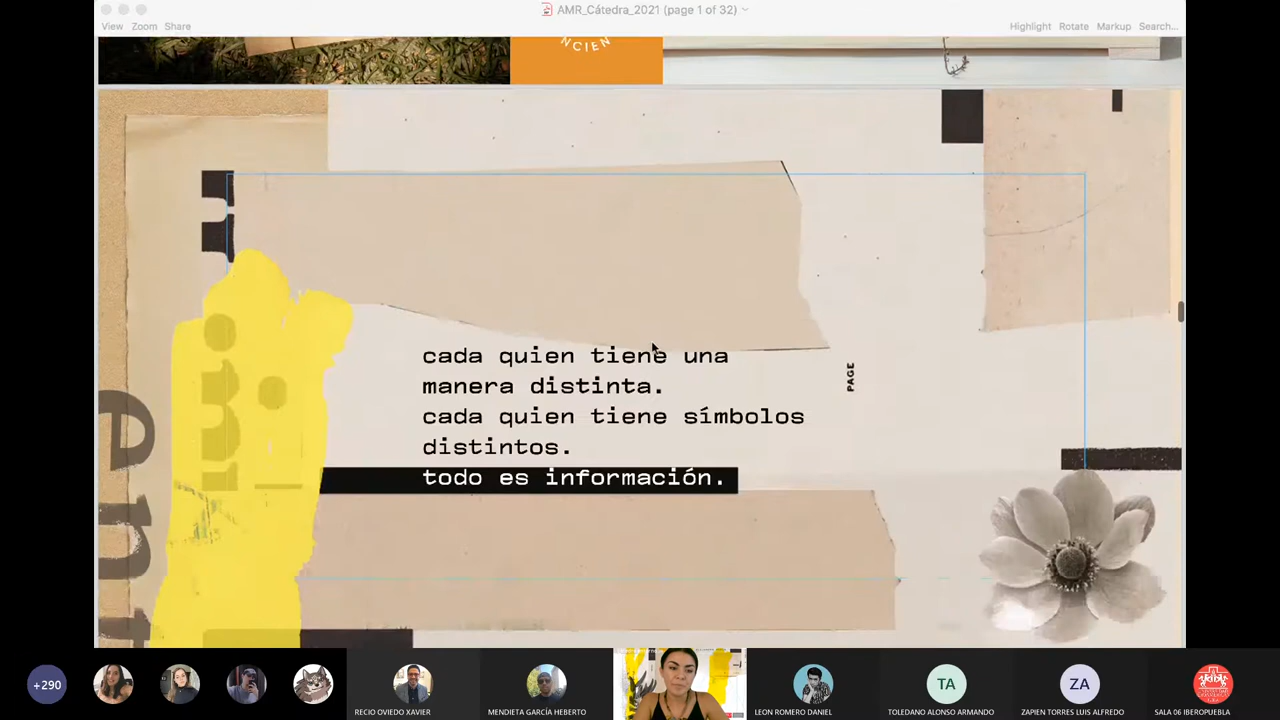 AMR_Cátedra_2021 (page 1 of 32)
View Zoom Share
Highlight Rotate Markup Search...
NCIEN
cada quien tiene una
manera distinta.
cada quien tiene símbolos
distintos.
todo es información.
PAGE
+290
RECIO OVIEDO XAVIER
MENDIETA GARCÍA HEBERTO
LEON ROMERO DANIEL
TA
TOLEDANO ALONSO ARMANDO
ZA
ZAPIEN TORRES LUIS ALFREDO
SALA 06 IBEROPUEBLA